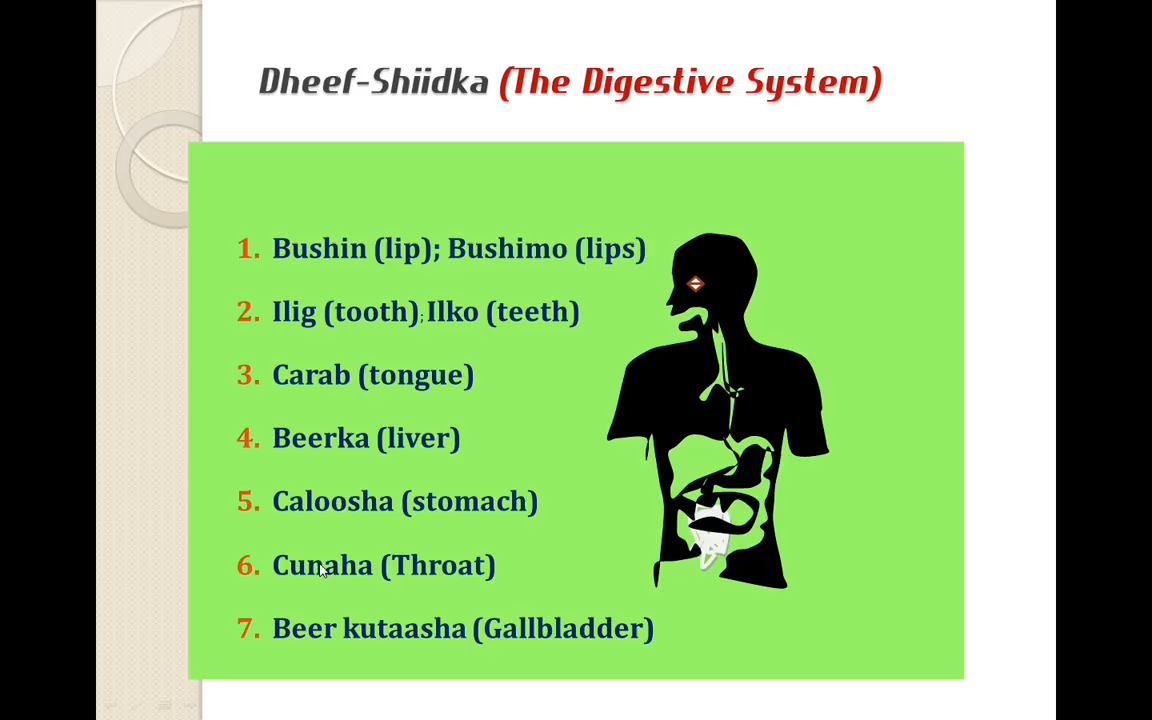 Dheef-Shiidka (The Digestive System)
1. Bushin (lip); Bushimo (lips)
2. Ilig (tooth); Ilko (teeth)
3. Carab (tongue)
4. Beerka (liver)
5. Caloosha (stomach)
6. Cunaha (Throat)
7. Beer kutaasha (Gallbladder)